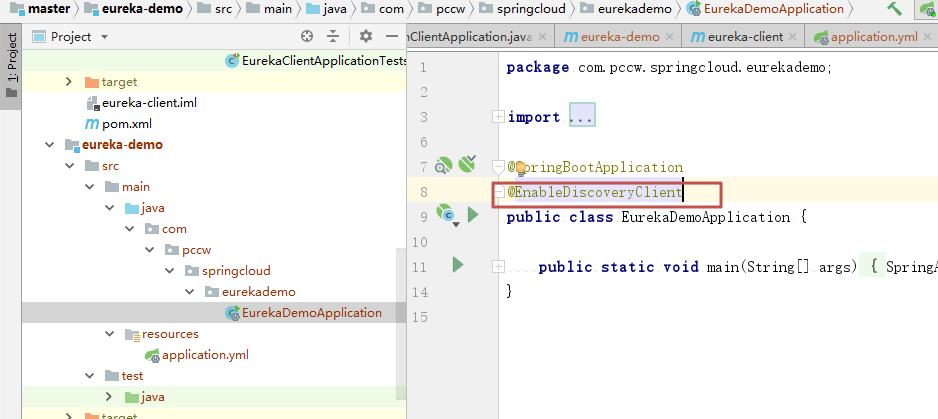 master eureka-demo src main java com pccw springcloud eurekademo EurekaDemoApplication
1: Project
Project
nClientApplication.java eureka-demo eureka-client application.yml
EurekaClientApplicationTests
target
eureka-client.iml
pom.xml
eureka-demo
src
main
java
com
pccw
springcloud
eurekademo
EurekaDemoApplication
resources
application.yml
test
java
target
1 package com.pccw.springcloud.eurekademo;
2
3 import ...
6
7 @SpringBootApplication
8 @EnableDiscoveryClient
9 public class EurekaDemoApplication {
10
11 public static void main(String[] args) { SpringA
14 }
15